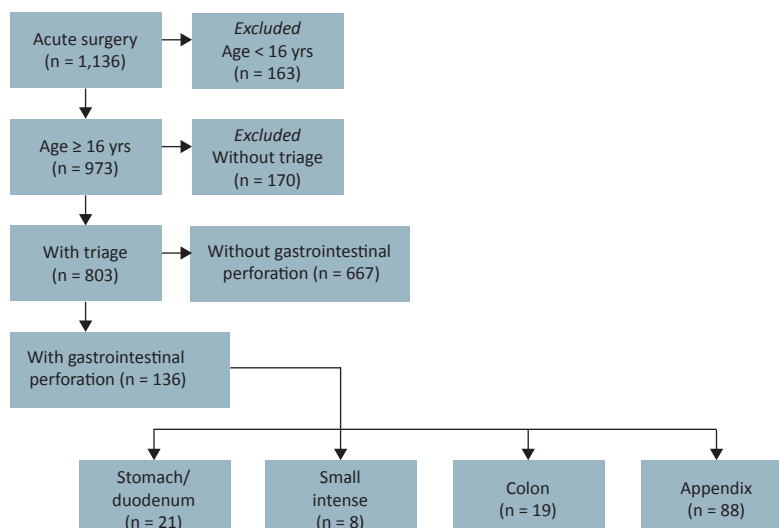 Acute surgery
(n = 1,136)
Excluded
Age < 16 yrs
(n = 163)
Age ≥ 16 yrs
(n = 973)
Excluded
Without triage
(n = 170)
With triage
(n = 803)
Without gastrointestinal
perforation (n = 667)
With gastrointestinal
perforation (n = 136)
Stomach/
duodenum
(n = 21)
Small
intense
(n = 8)
Colon
(n = 19)
Appendix
(n = 88)